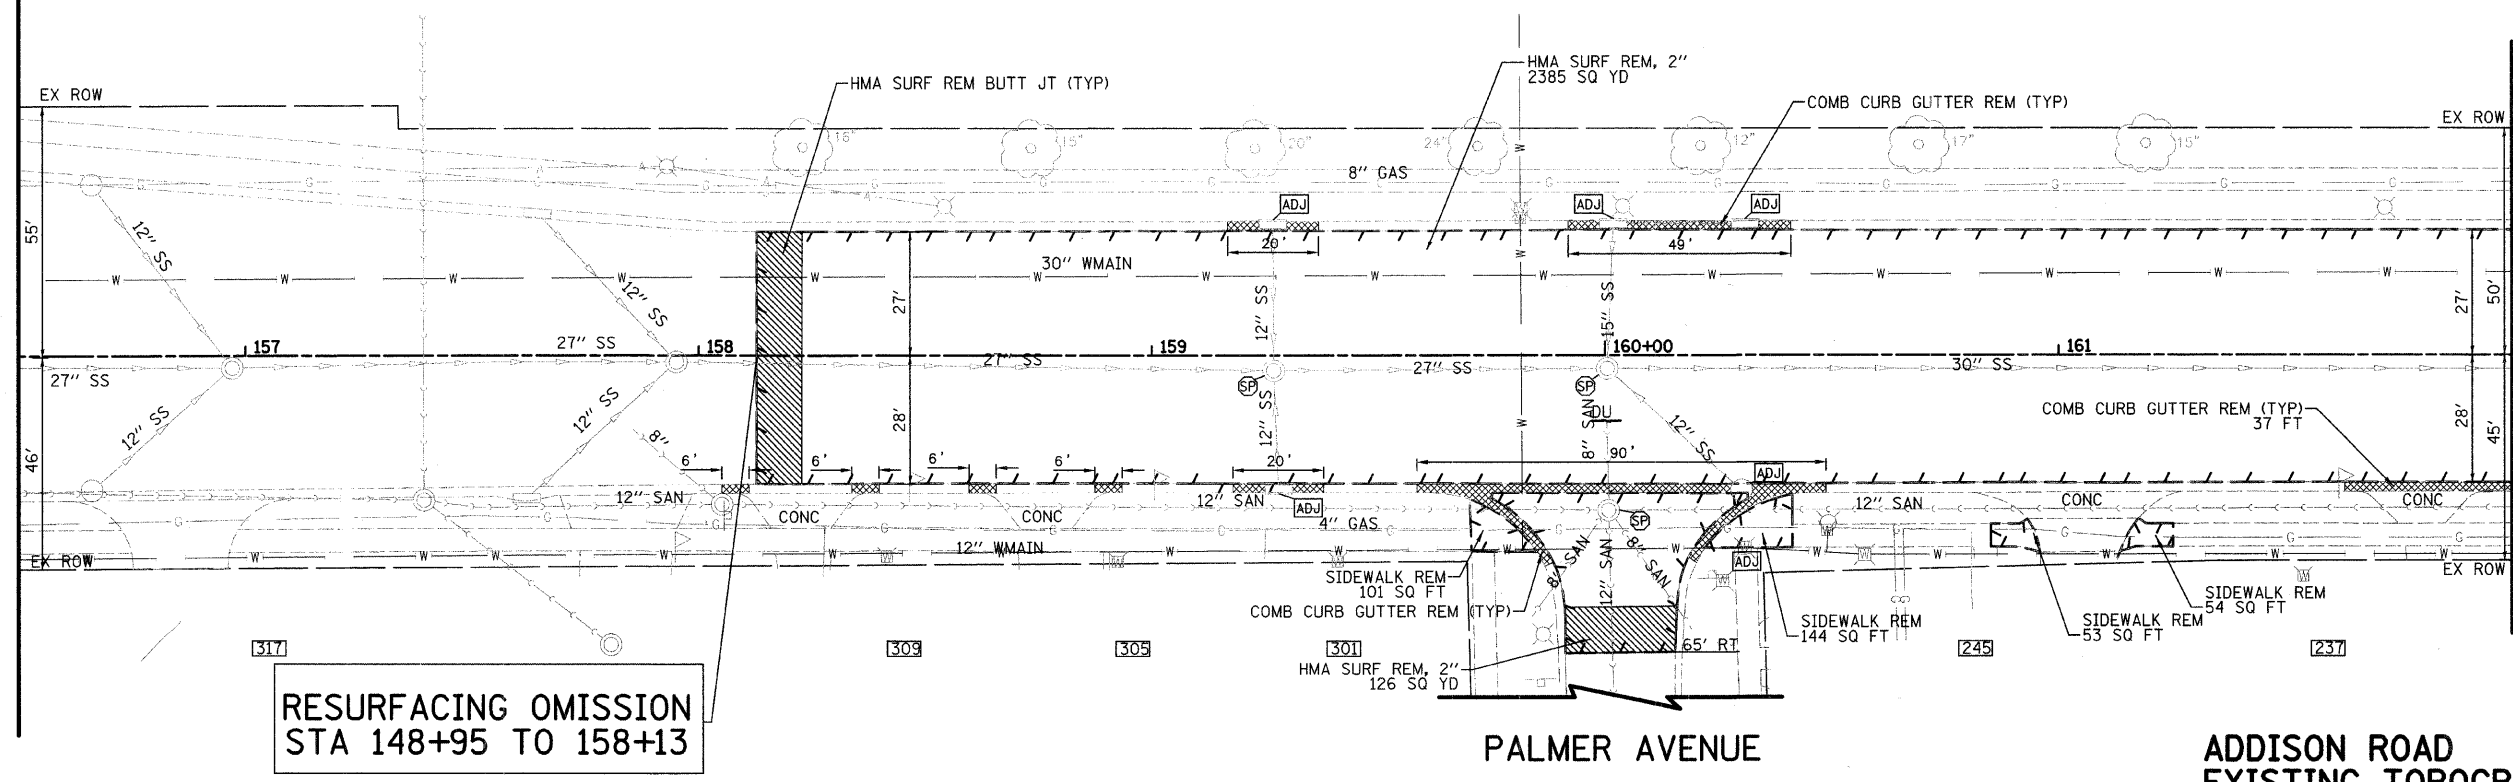 HMA SURF REM BUTT JT (TYP)
HMA SURF REM, 2"
2385 SQ YD
COMB CURB GUTTER REM (TYP)
EX ROW
EX ROW
16"
15"
20"
24"
12"
17"
15"
8" GAS
ADJ
ADJ
ADJ
20'
49'
30" WMAIN
55'
12" SS
12" SS
27'
12" SS
15" SS
27'
50'
157
27" SS
158
159
160+00
161
27" SS
27" SS
27" SS
30" SS
SP
SP
DU
8" SAN
12" SS
12" SS
12" SS
12" SS
8"
28'
28'
45'
46'
COMB CURB GUTTER REM (TYP)
37 FT
6'
6'
6'
6'
20'
90'
ADJ
12" SAN
CONC
CONC
12" SAN
ADJ
4" GAS
12" WMAIN
SP
12" SAN
CONC
CONC
EX ROW
EX ROW
8" SAN
12" SAN
8" SAN
ADJ
SIDEWALK REM
101 SQ FT
COMB CURB GUTTER REM (TYP)
SIDEWALK REM
144 SQ FT
SIDEWALK REM
53 SQ FT
SIDEWALK REM
54 SQ FT
317
309
305
301
65' RT
245
237
HMA SURF REM, 2"
126 SQ YD
RESURFACING OMISSION
STA 148+95 TO 158+13
PALMER AVENUE
ADDISON ROAD